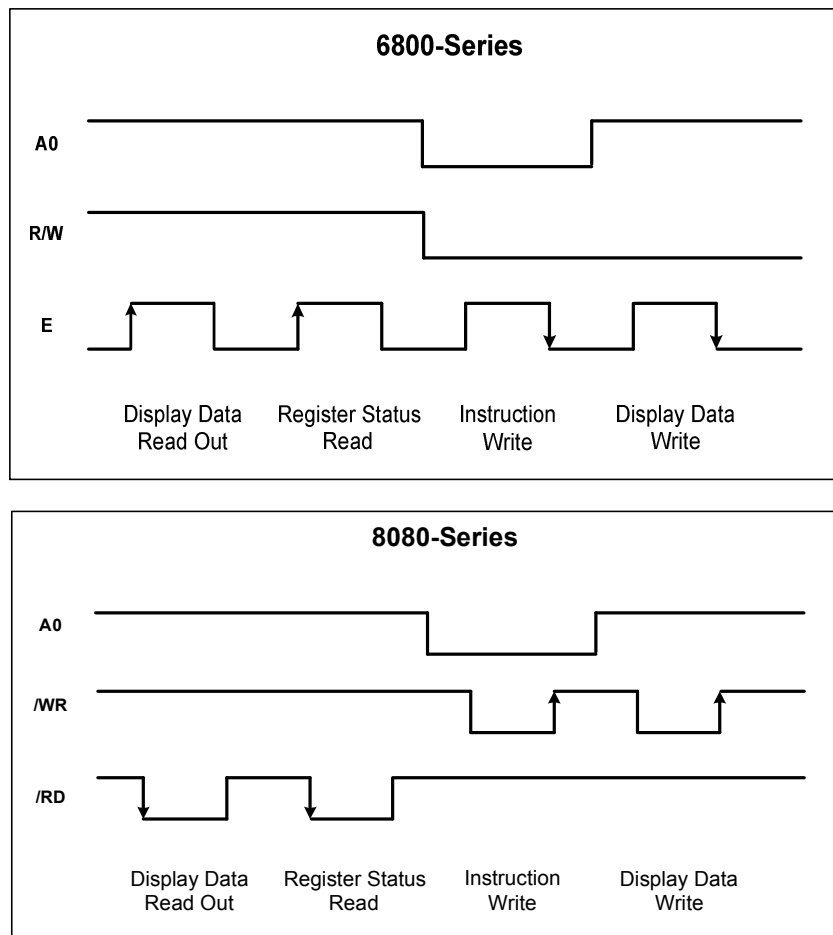 6800-Series
A0
R/W
E
Display Data Register Status Instruction Display Data
Read Out Read Write Write
8080-Series
A0
/WR
/RD
Display Data Register Status Instruction Display Data
Read Out Read Write Write